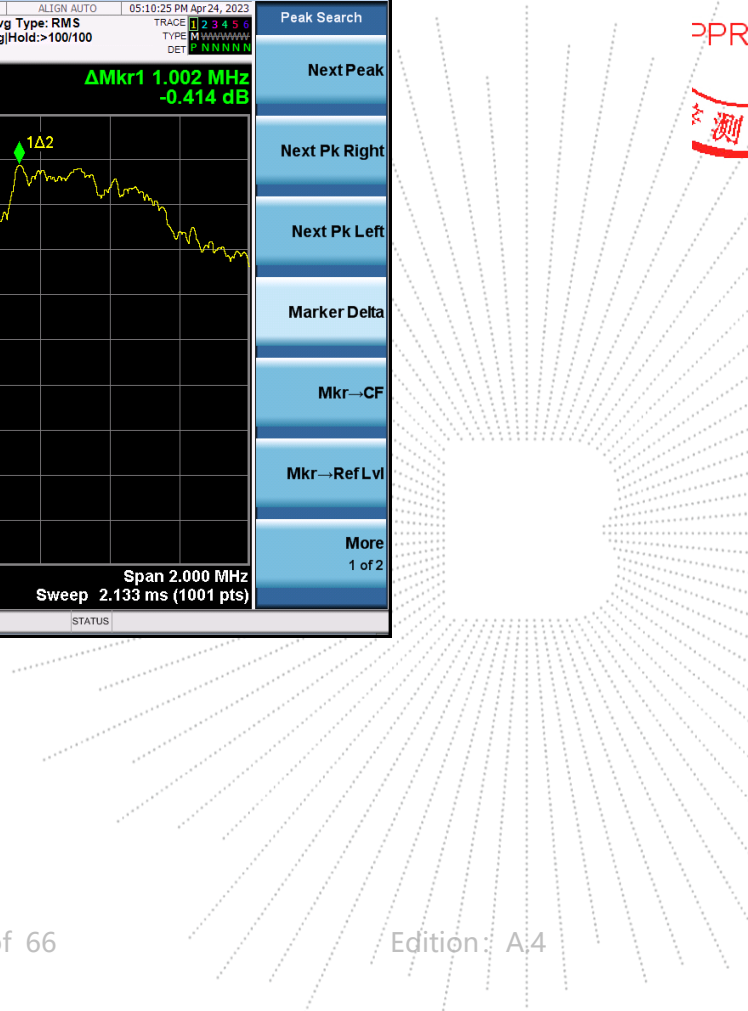 ALIGN AUTO
05:10:25 PM Apr 24, 2023
Type: RMS
Hold:>100/100
TRACE 1 2 3 4 5 6
TYPE M WWWWWW
DET P N N N N N
ΔMkr1 1.002 MHz
-0.414 dB
1Δ2
Span 2.000 MHz
Sweep 2.133 ms (1001 pts)
STATUS
Peak Search
Next Peak
Next Pk Right
Next Pk Left
Marker Delta
Mkr→CF
Mkr→Ref Lvl
More
1 of 2
PPR
测
of 66
Edition: A.4